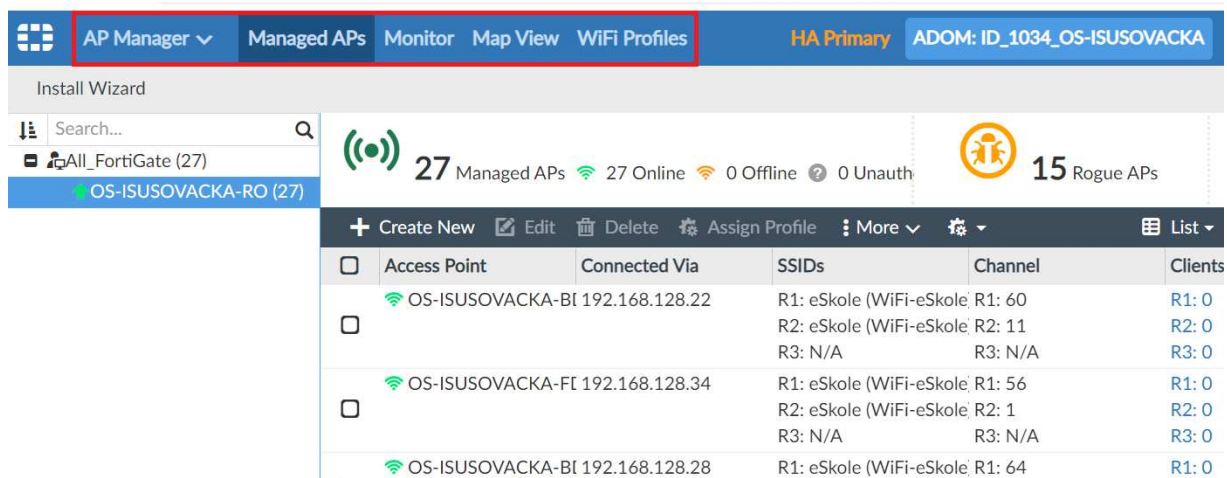 AP Manager Managed APs Monitor Map View WiFi Profiles HA Primary ADOM: ID_1034_OS-ISUSOVACKA
Install Wizard
Search...
All_FortiGate (27)
OS-ISUSOVACKA-RO (27)
27 Managed APs 27 Online 0 Offline ? 0 Unauth
15 Rogue APs
Create New Edit Delete Assign Profile More List
Access Point Connected Via SSIDs Channel Clients
OS-ISUSOVACKA-BD 192.168.128.22 R1: eSkole (WiFi-eSkole) R1: 60 R1: 0
R2: eSkole (WiFi-eSkole) R2: 11 R2: 0
R3: N/A R3: N/A R3: 0
OS-ISUSOVACKA-FD 192.168.128.34 R1: eSkole (WiFi-eSkole) R1: 56 R1: 0
R2: eSkole (WiFi-eSkole) R2: 1 R2: 0
R3: N/A R3: N/A R3: 0
OS-ISUSOVACKA-BD 192.168.128.28 R1: eSkole (WiFi-eSkole) R1: 64 R1: 0